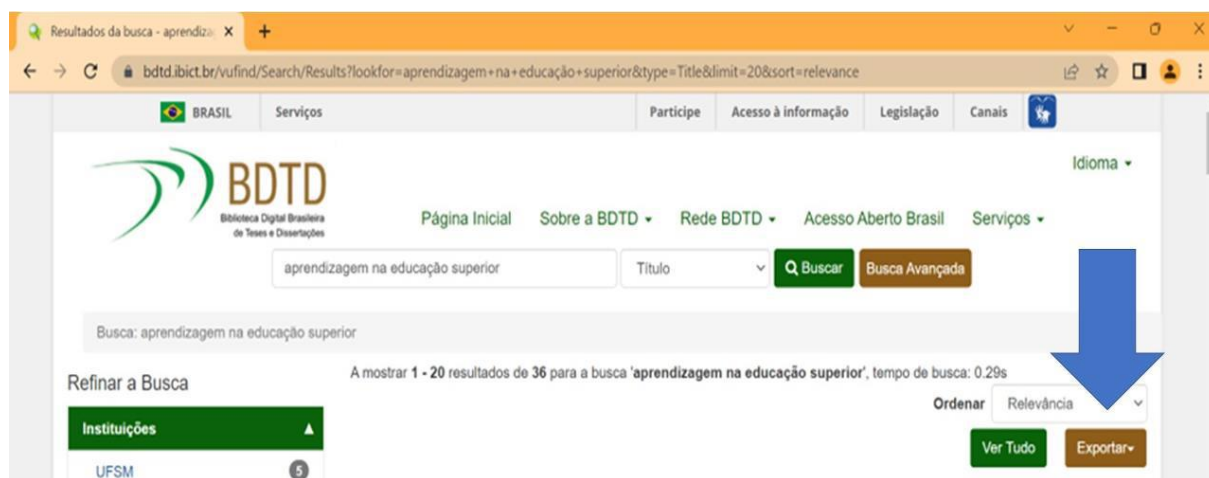 Resultados da busca - aprendiza
bdtd.ibict.br/vufind/Search/Results?lookfor=aprendizagem+na+educação+superior&type=Title&limit=20&sort=relevance
BRASIL Serviços Participe Acesso à informação Legislação Canais
Idioma
BDTD
Biblioteca Digital Brasileira
de Teses e Dissertações
Página Inicial Sobre a BDTD Rede BDTD Acesso Aberto Brasil Serviços
aprendizagem na educação superior Título Buscar Busca Avançada
Busca: aprendizagem na educação superior
Refinar a Busca
A mostrar 1 - 20 resultados de 36 para a busca 'aprendizagem na educação superior', tempo de busca: 0.29s
Ordenar Relevância
Instituições
Ver Tudo Exportar
UFSM 5